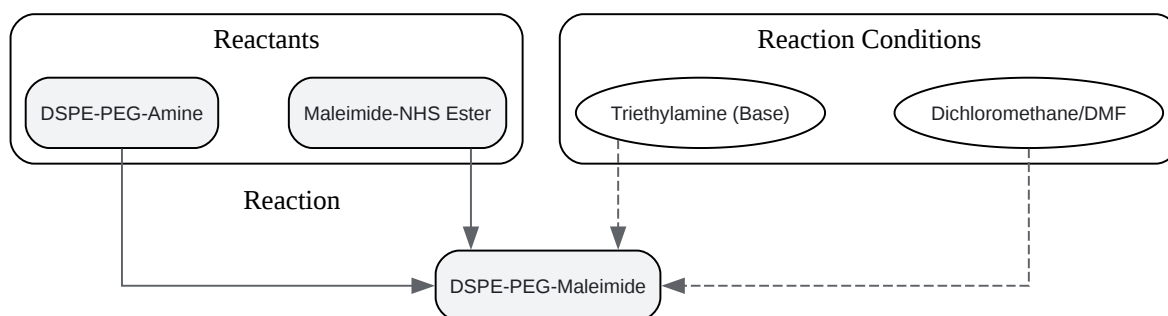 Reactants
Reaction Conditions
DSPE-PEG-Amine
Maleimide-NHS Ester
Triethylamine (Base)
Dichloromethane/DMF
Reaction
DSPE-PEG-Maleimide